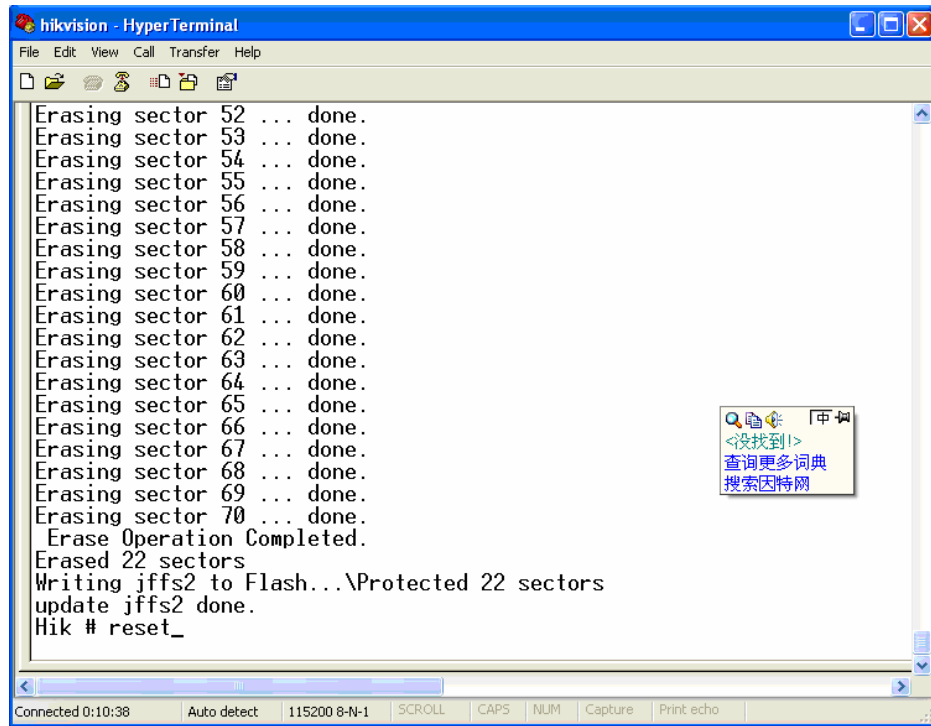 hikvision - HyperTerminal
File Edit View Call Transfer Help
Erasing sector 52 ... done.
Erasing sector 53 ... done.
Erasing sector 54 ... done.
Erasing sector 55 ... done.
Erasing sector 56 ... done.
Erasing sector 57 ... done.
Erasing sector 58 ... done.
Erasing sector 59 ... done.
Erasing sector 60 ... done.
Erasing sector 61 ... done.
Erasing sector 62 ... done.
Erasing sector 63 ... done.
Erasing sector 64 ... done.
Erasing sector 65 ... done.
Erasing sector 66 ... done.
Erasing sector 67 ... done.
Erasing sector 68 ... done.
Erasing sector 69 ... done.
Erasing sector 70 ... done.
Erase Operation Completed.
Erased 22 sectors
Writing jffs2 to Flash...\Protected 22 sectors
update jffs2 done.
Hik # reset_
中
<没找到!>
查询更多词典
搜索因特网
Connected 0:10:38 Auto detect 115200 8-N-1 SCROLL CAPS NUM Capture Print echo